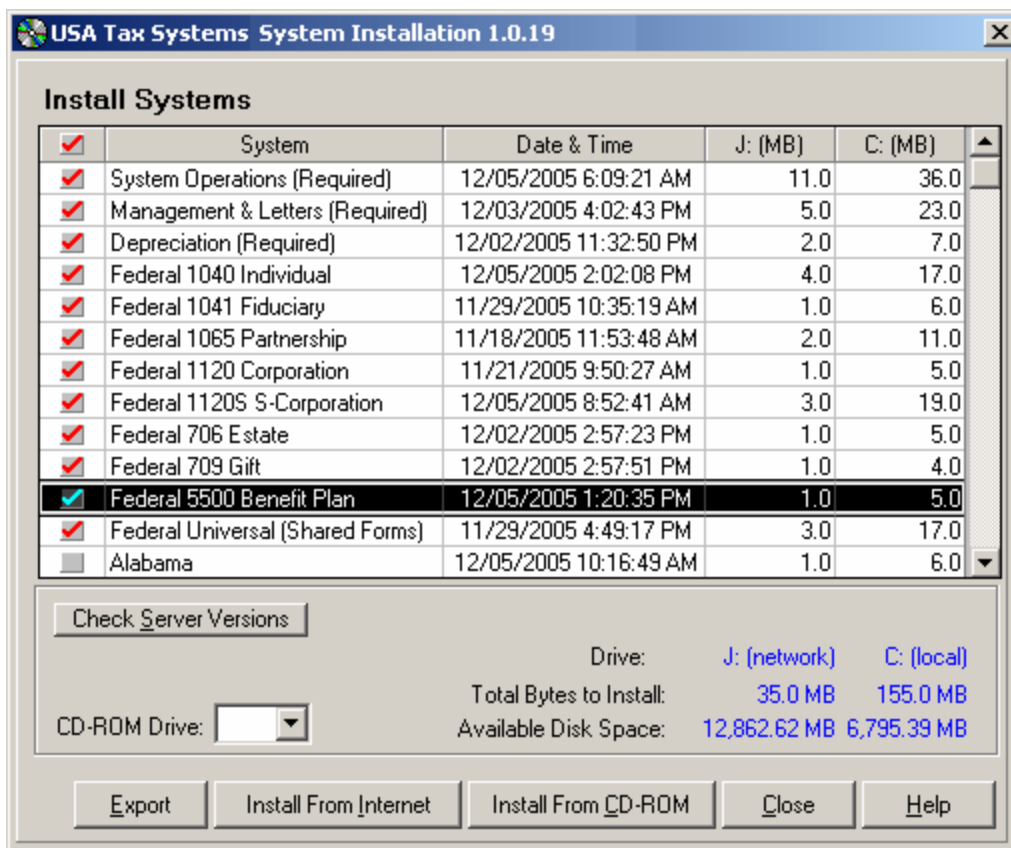 USA Tax Systems System Installation 1.0.19
Install Systems
System Date & Time J: (MB) C: (MB)
System Operations (Required) 12/05/2005 6:09:21 AM 11.0 36.0
Management & Letters (Required) 12/03/2005 4:02:43 PM 5.0 23.0
Depreciation (Required) 12/02/2005 11:32:50 PM 2.0 7.0
Federal 1040 Individual 12/05/2005 2:02:08 PM 4.0 17.0
Federal 1041 Fiduciary 11/29/2005 10:35:19 AM 1.0 6.0
Federal 1065 Partnership 11/18/2005 11:53:48 AM 2.0 11.0
Federal 1120 Corporation 11/21/2005 9:50:27 AM 1.0 5.0
Federal 1120S S-Corporation 12/05/2005 8:52:41 AM 3.0 19.0
Federal 706 Estate 12/02/2005 2:57:23 PM 1.0 5.0
Federal 709 Gift 12/02/2005 2:57:51 PM 1.0 4.0
Federal 5500 Benefit Plan 12/05/2005 1:20:35 PM 1.0 5.0
Federal Universal (Shared Forms) 11/29/2005 4:49:17 PM 3.0 17.0
Alabama 12/05/2005 10:16:49 AM 1.0 6.0
Check Server Versions
Drive: J: (network) C: (local)
Total Bytes to Install: 35.0 MB 155.0 MB
CD-ROM Drive: Available Disk Space: 12,862.62 MB 6,795.39 MB
Export Install From Internet Install From CD-ROM Close Help